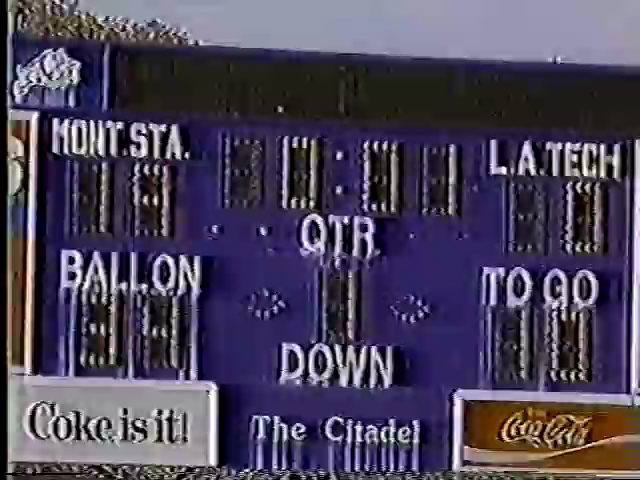 MONT.STA.
L.A.TECH
QTR
BALL ON
TO GO
DOWN
Coke is it!
The Citadel
Coca-Cola